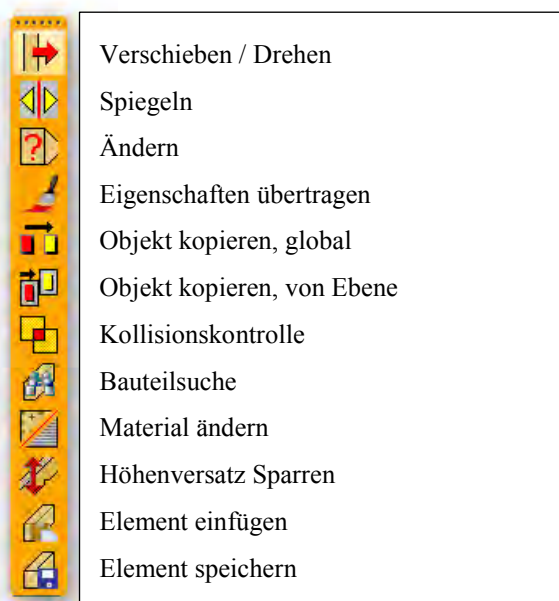 Verschieben / Drehen
Spiegeln
Ändern
Eigenschaften übertragen
Objekt kopieren, global
Objekt kopieren, von Ebene
Kollisionskontrolle
Bauteilsuche
Material ändern
Höhenversatz Sparren
Element einfügen
Element speichern